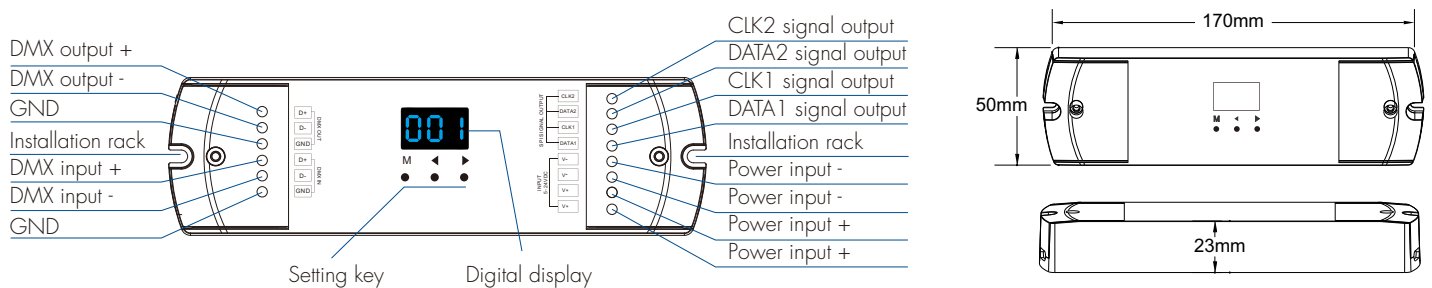 DMX output +
DMX output -
GND
Installation rack
DMX input +
DMX input -
GND
D+
D-
GND
DMX OUT
D+
D-
GND
DMX IN
001
M ◀ ▶
Setting key
Digital display
CLK2
DATA2
CLK1
DATA1
SPI SIGNAL OUTPUT
V-
V-
V+
V+
INPUT
5-24VDC
CLK2 signal output
DATA2 signal output
CLK1 signal output
DATA1 signal output
Installation rack
Power input -
Power input -
Power input +
Power input +
170mm
50mm
M ◀ ▶
23mm